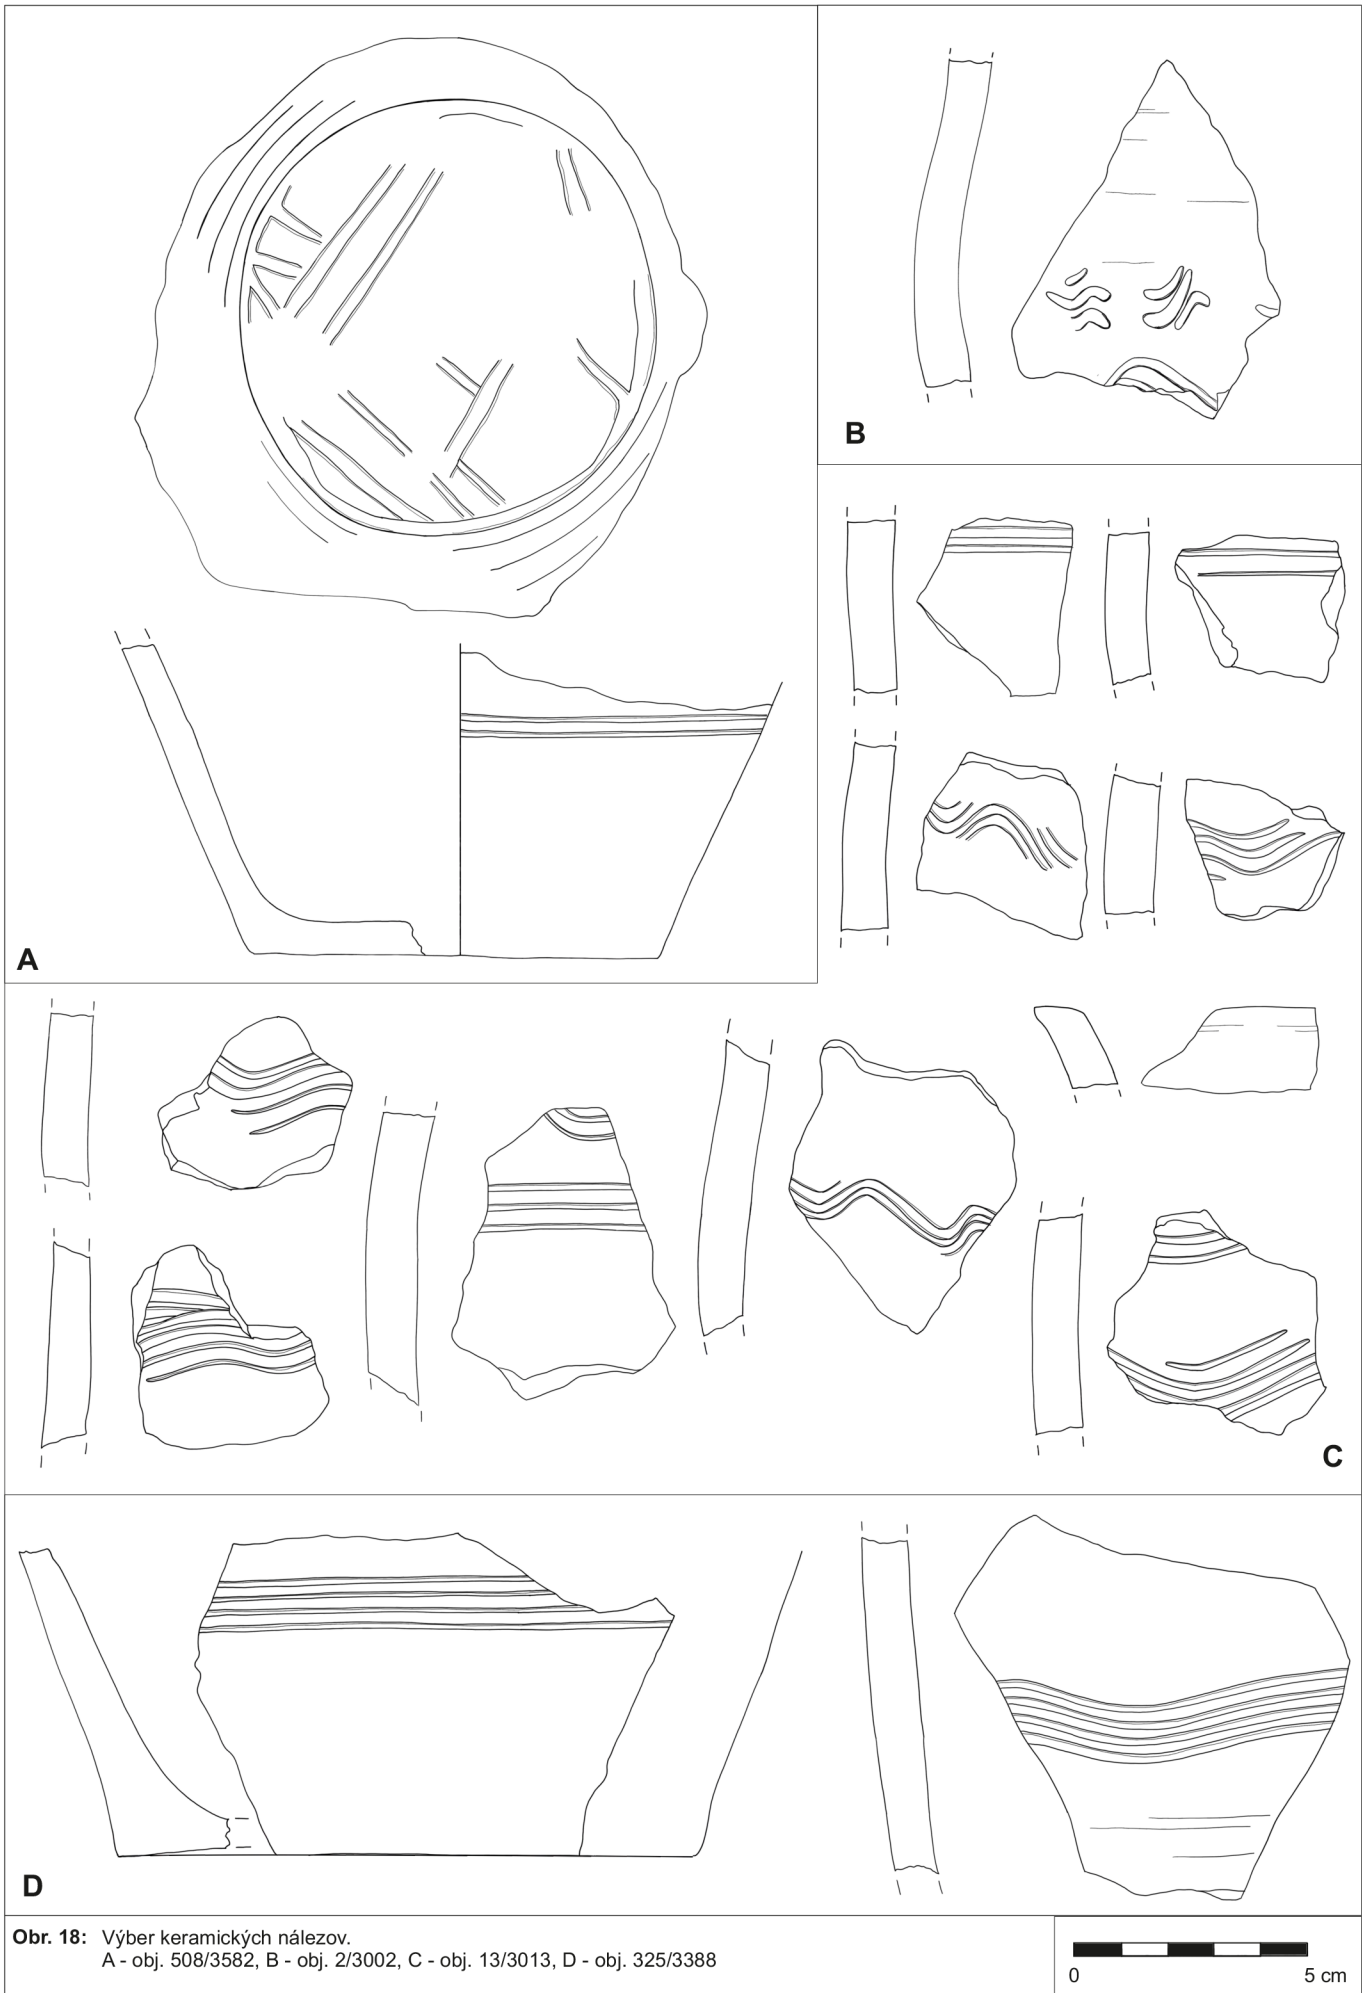 B
A
C
D
Obr. 18: Výber keramických nálezov.
A - obj. 508/3582, B - obj. 2/3002, C - obj. 13/3013, D - obj. 325/3388
0 5 cm